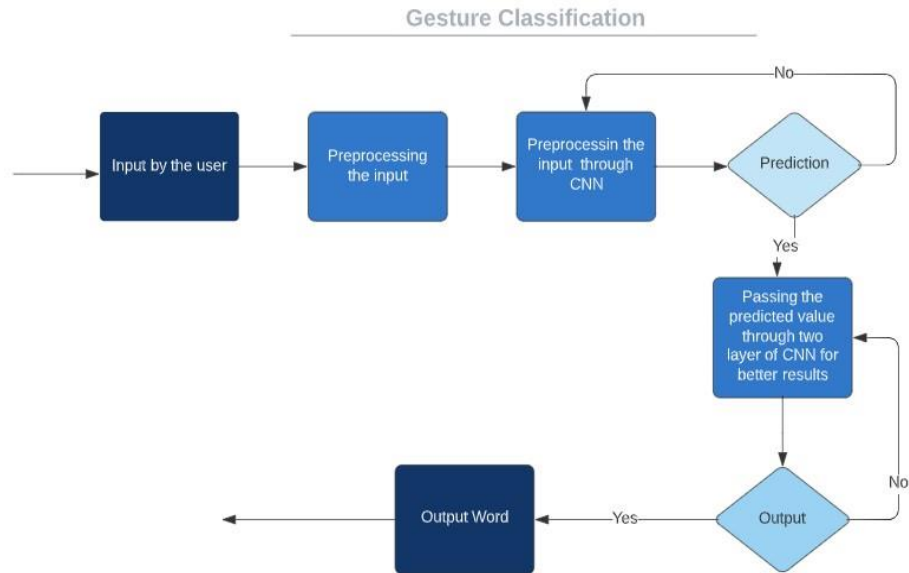 Gesture Classification
No
Input by the user
Preprocessing
the input
Preprocessin the
input through
CNN
Prediction
Yes
Passing the
predicted value
through two
layer of CNN for
better results
No
Output
Yes
Output Word